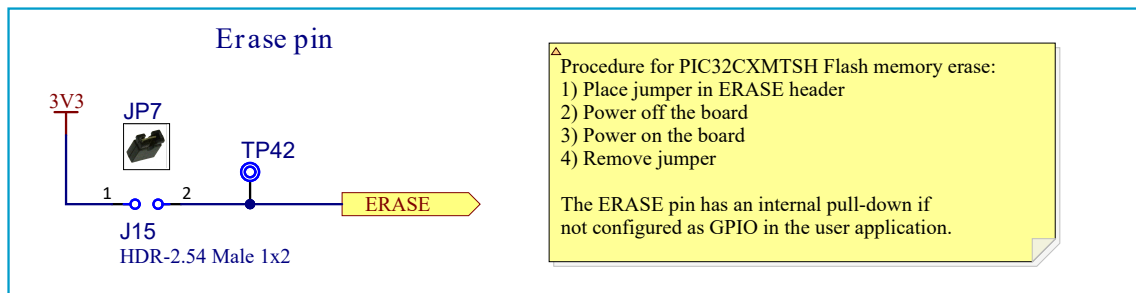 Erase pin
3V3
JP7
TP42
1
2
ERASE
J15
HDR-2.54 Male 1x2
Procedure for PIC32CXMTSH Flash memory erase:
1) Place jumper in ERASE header
2) Power off the board
3) Power on the board
4) Remove jumper
The ERASE pin has an internal pull-down if
not configured as GPIO in the user application.